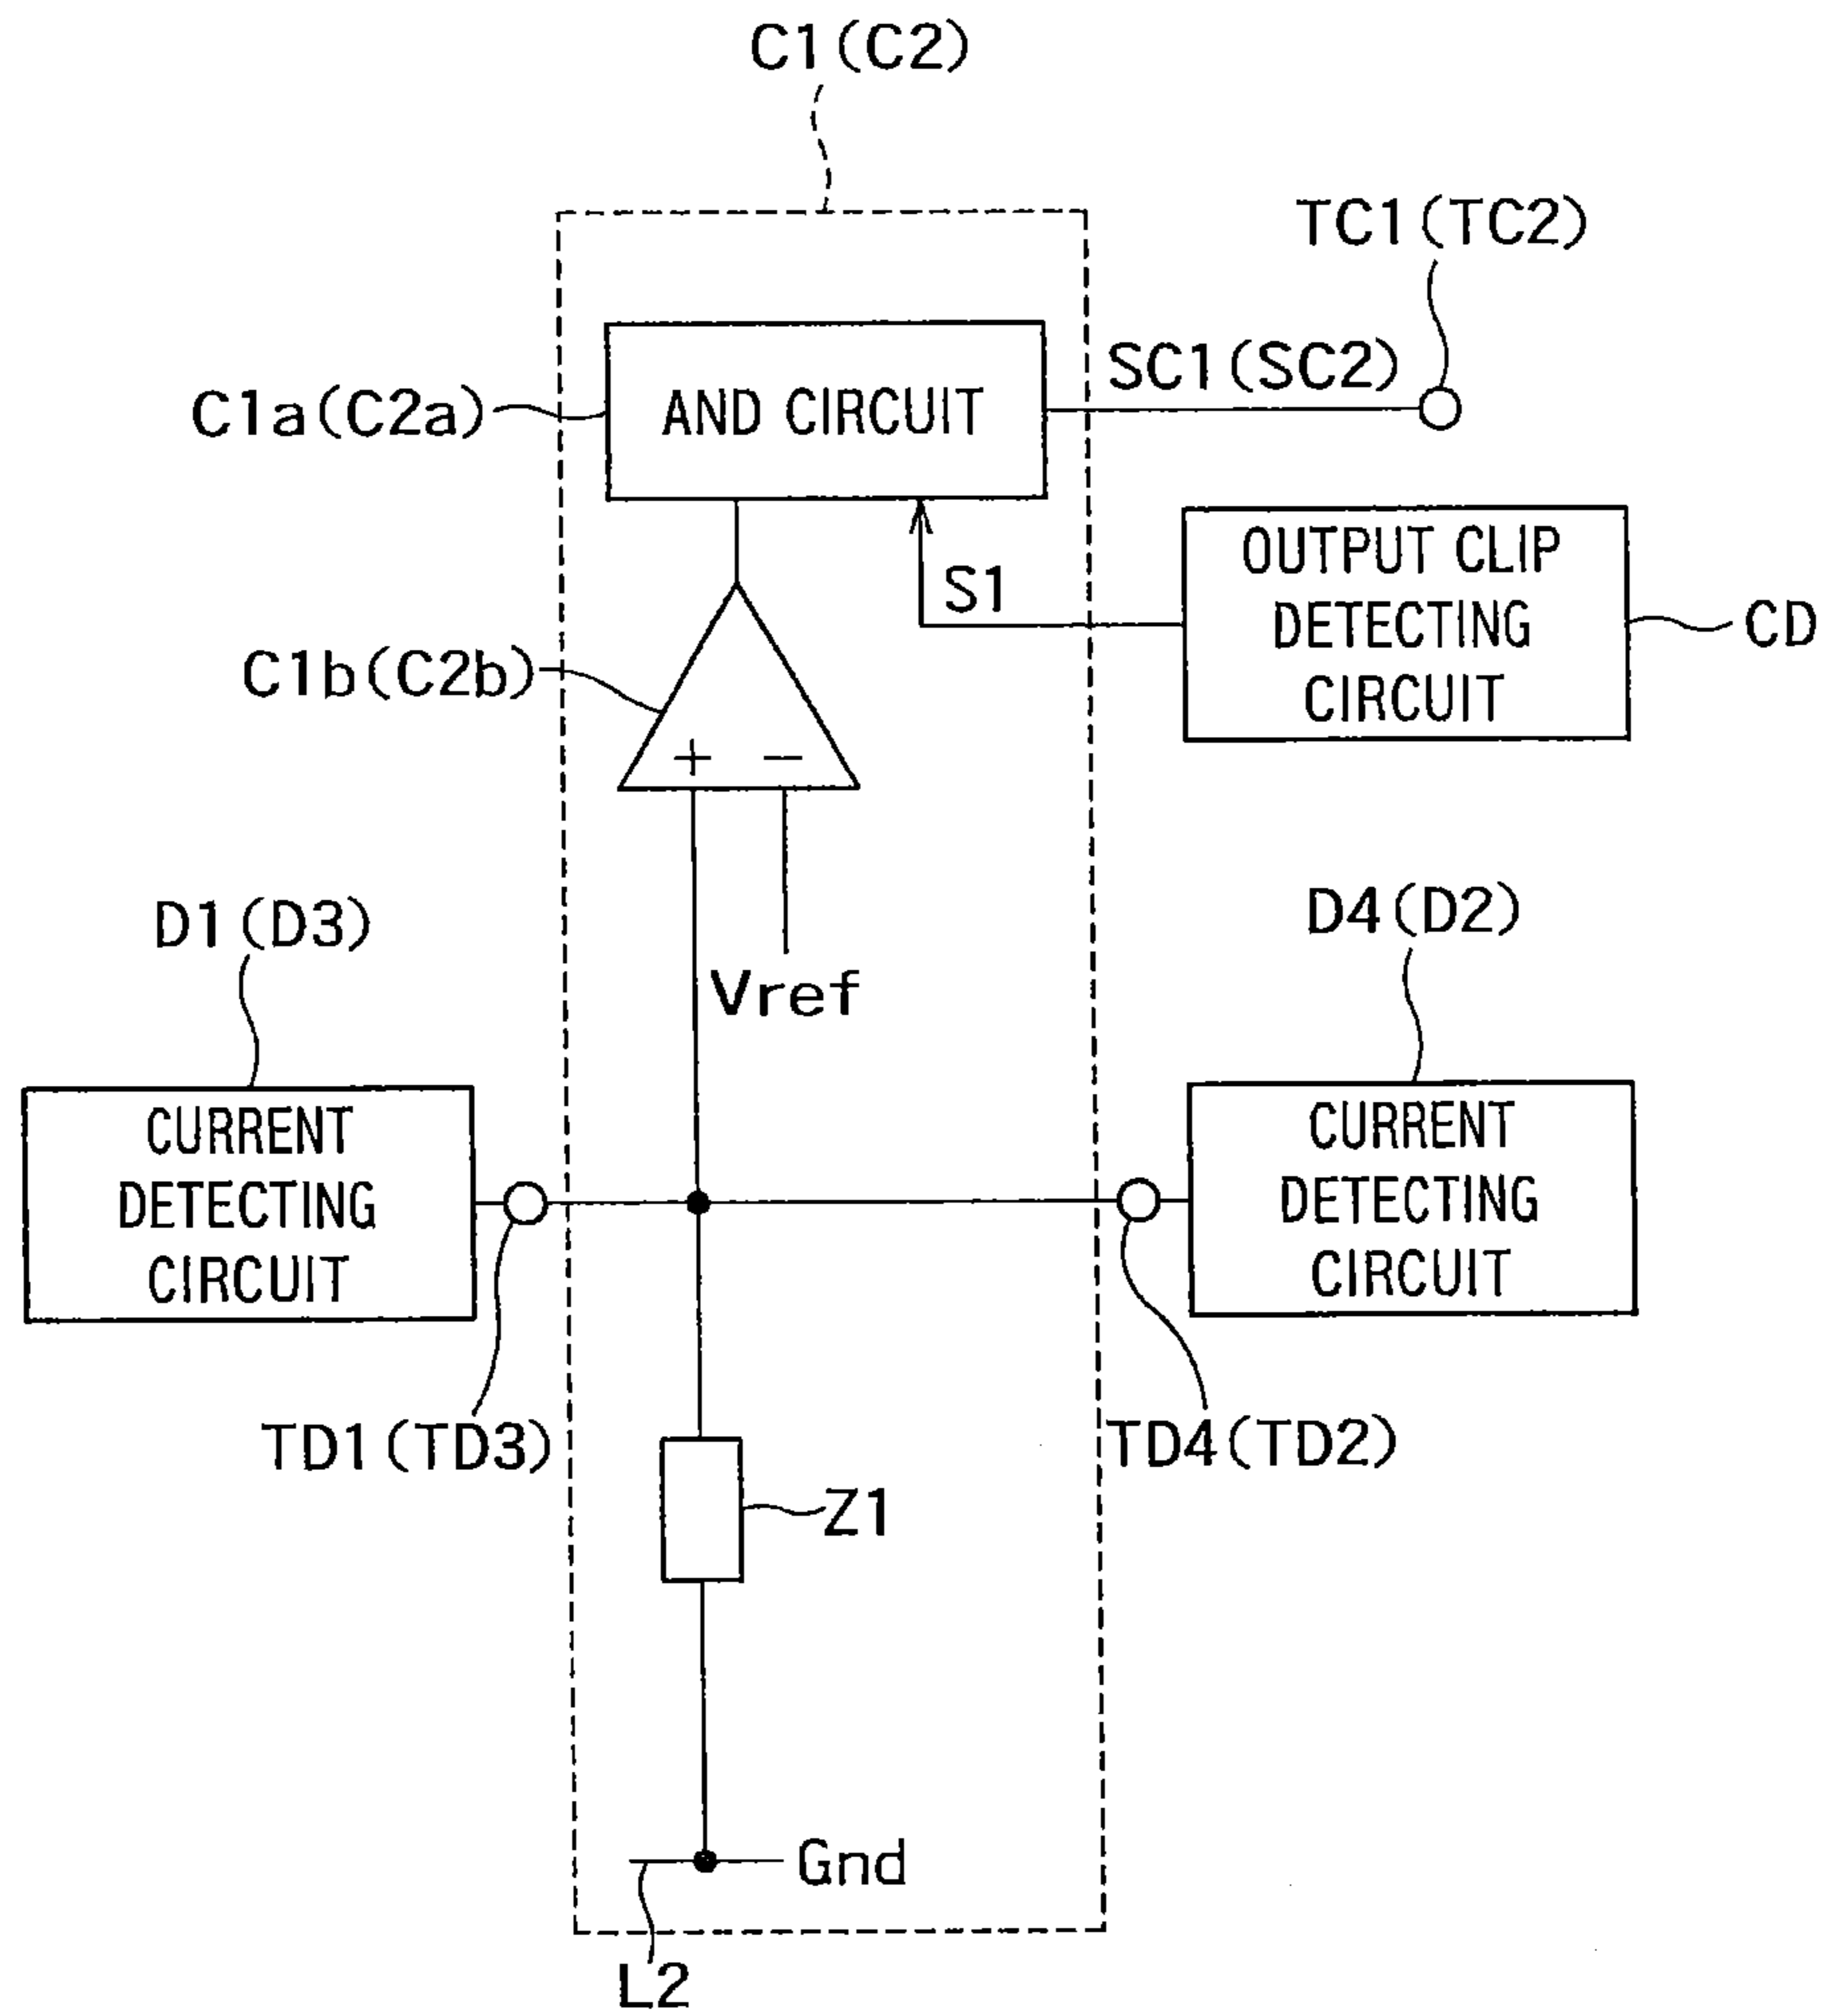 C1(C2)
TC1(TC2)
SC1(SC2)
C1a(C2a)
AND CIRCUIT
OUTPUT CLIP
DETECTING
CIRCUIT
S1
CD
C1b(C2b)
+ −
D1(D3)
D4(D2)
Vref
CURRENT
DETECTING
CIRCUIT
CURRENT
DETECTING
CIRCUIT
TD1(TD3)
TD4(TD2)
Z1
Gnd
L2